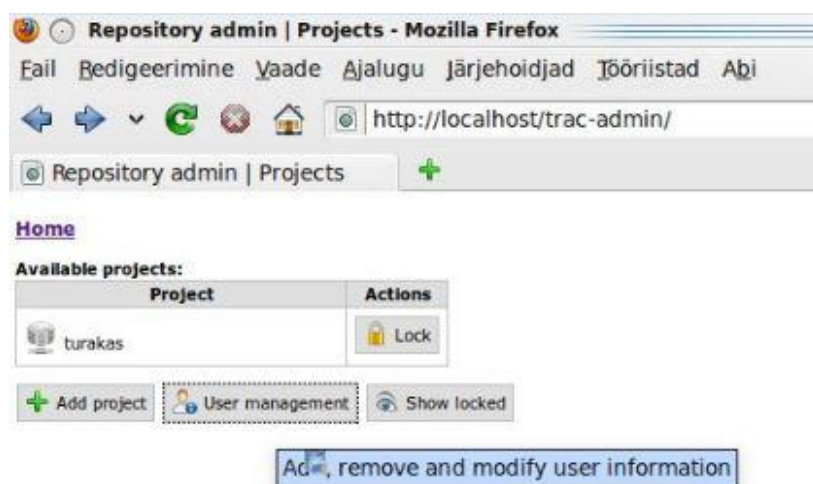 Repository admin | Projects - Mozilla Firefox
Fail Redigeerimine Vaade Ajalugu Järjehoidjad Tööriistad Abi
http://localhost/trac-admin/
Repository admin | Projects
Home
Available projects:
Project Actions
turakas Lock
Add project User management Show locked
remove and modify user information